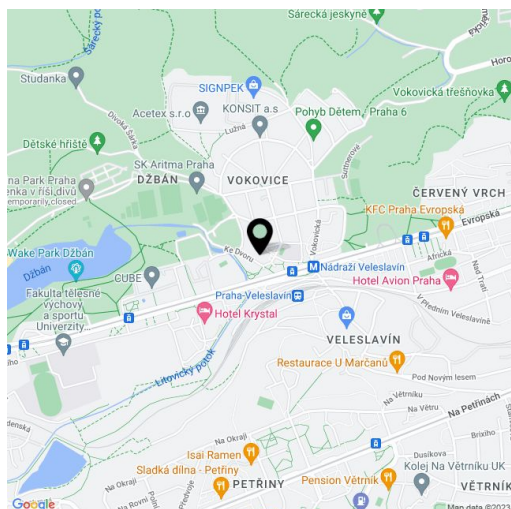 Šárecká jeskyně
Šárecký potok
Studánka
SIGNPEK
Horo
Acetex s.r.o
KONSIT a.s
Vokovická třešňovka
Divoká Šárka
Lužná
Pohyb Dětem, Praha 6
Dětské hřiště
SK Aritma Praha
Suttnerové
na Park Praha
enka v říši divů
emporarily closed
DŽBÁN
VOKOVICE
ČERVENÝ VRCH
KFC Praha Evropská
Evropská
Vokovická
Ke Dvoru
Wake Park Džbán
Džbán
CUBE
Nádraží Veleslavín
Africká
Nad Tratí
Hotel Avion Praha
Praha-Veleslavín
Fakulta tělesné
výchovy
a sportu
Univerzity...
Hotel Krystal
V Předním Veleslavíně
VELESLAVÍN
Litovický potok
Restaurace U Marčanů
Pod Novým lesem
Na Větrníku
Na Větru
Na Petřinách
Na Okraji
Brixiho
Isai Ramen
Sladká dílna - Petřiny
Dusíkova
Kolej Na Větrníku UK
Na Okraji
Předvoje
PETŘINY
Pension Větrník
VĚTRNÍK
Google
Map data ©2023